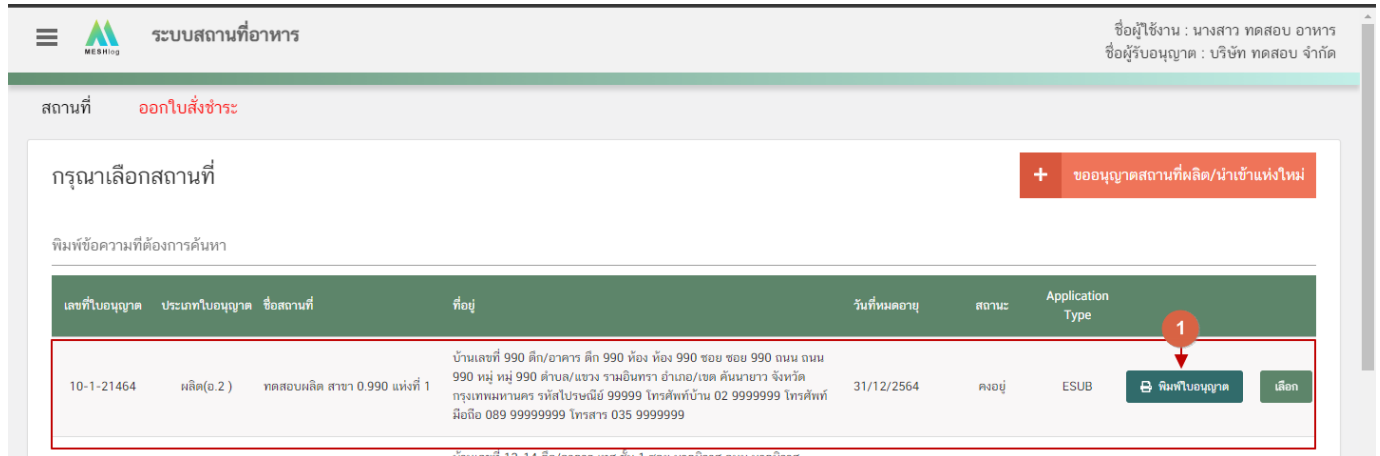 MESHlog
ระบบสถานที่อาหาร
ชื่อผู้ใช้งาน : นางสาว ทดสอบ อาหาร
ชื่อผู้รับอนุญาต : บริษัท ทดสอบ จำกัด
สถานที่ ออกใบสั่งชำระ
กรุณาเลือกสถานที่
+ ขออนุญาตสถานที่ผลิต/นำเข้าแห่งใหม่
พิมพ์ข้อความที่ต้องการค้นหา
เลขที่ใบอนุญาต ประเภทใบอนุญาต ชื่อสถานที่ ที่อยู่ วันที่หมดอายุ สถานะ Application
Type
1
บ้านเลขที่ 990 ตึก/อาคาร ตึก 990 ห้อง ห้อง 990 ซอย ซอย 990 ถนน ถนน
990 หมู่ หมู่ 990 ตำบล/แขวง รามอินทรา อำเภอ/เขต คันนายาว จังหวัด
10-1-21464 ผลิต(อ.2 ) ทดสอบผลิต สาขา 0.990 แห่งที่ 1 31/12/2564 คงอยู่ ESUB พิมพ์ใบอนุญาต เลือก
กรุงเทพมหานคร รหัสไปรษณีย์ 99999 โทรศัพท์บ้าน 02 9999999 โทรศัพท์
มือถือ 089 99999999 โทรสาร 035 9999999